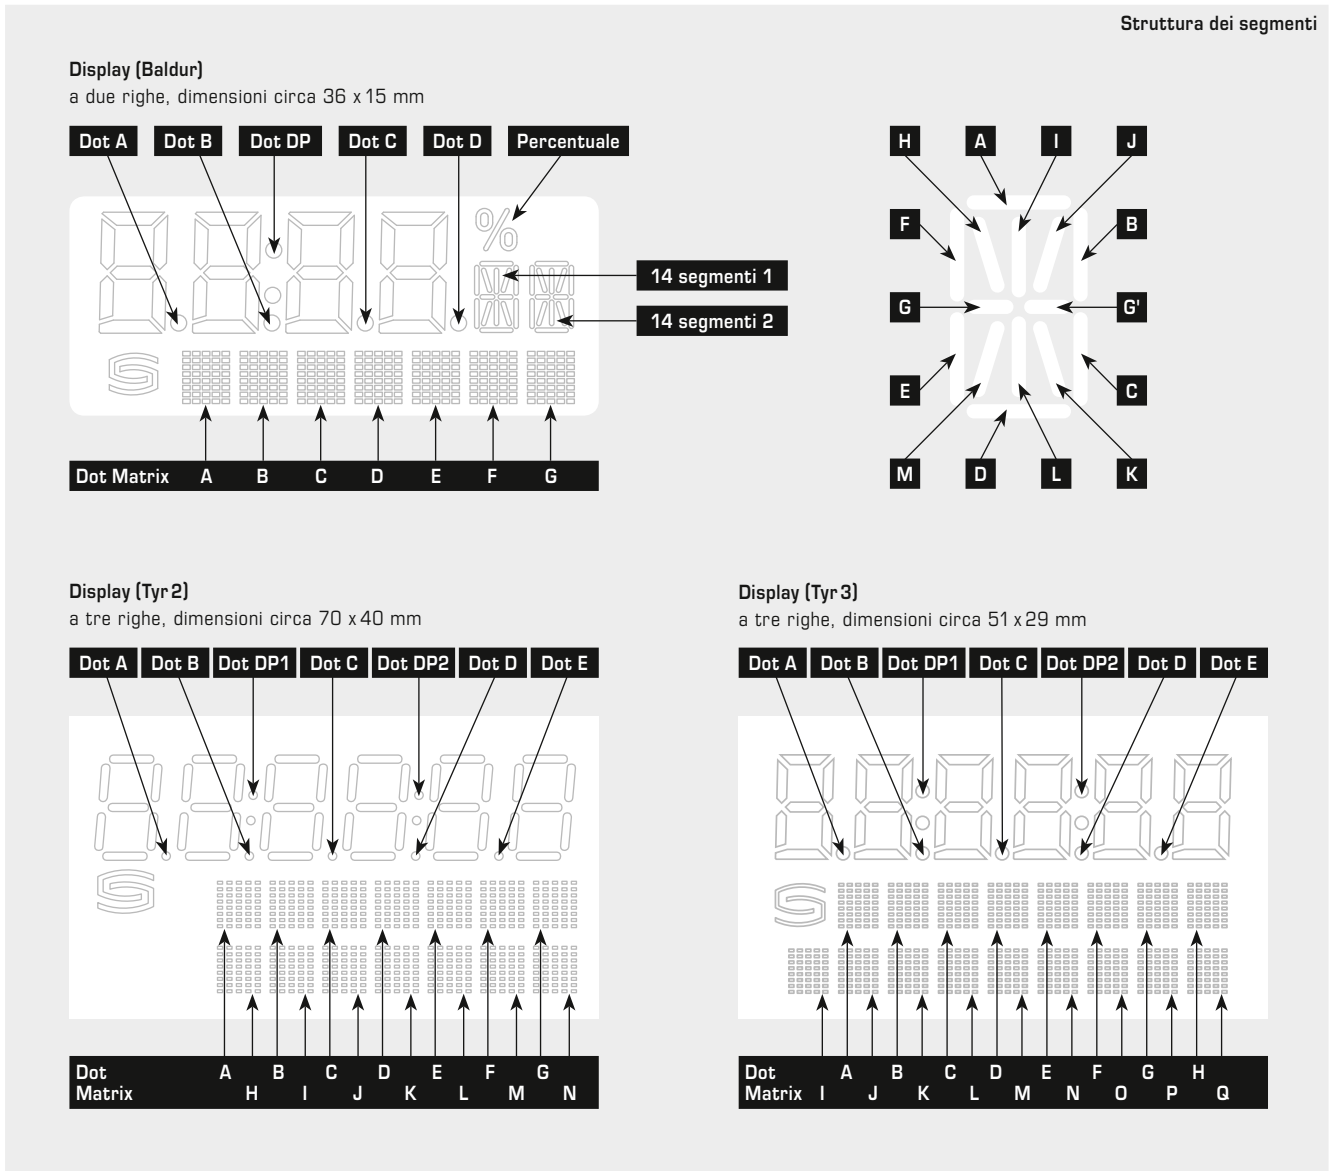 Struttura dei segmenti
Display (Baldur)
a due righe, dimensioni circa 36 x 15 mm
Dot A Dot B Dot DP Dot C Dot D Percentuale
%
14 segmenti 1
14 segmenti 2
S
Dot Matrix A B C D E F G
H A I J
F B
G G'
E C
M D L K
Display (Tyr 2)
a tre righe, dimensioni circa 70 x 40 mm
Dot A Dot B Dot DP1 Dot C Dot DP2 Dot D Dot E
S
Dot A B C D E F G
Matrix H I J K L M N
Display (Tyr 3)
a tre righe, dimensioni circa 51 x 29 mm
Dot A Dot B Dot DP1 Dot C Dot DP2 Dot D Dot E
S
Dot A B C D E F G H
Matrix I J K L M N O P Q